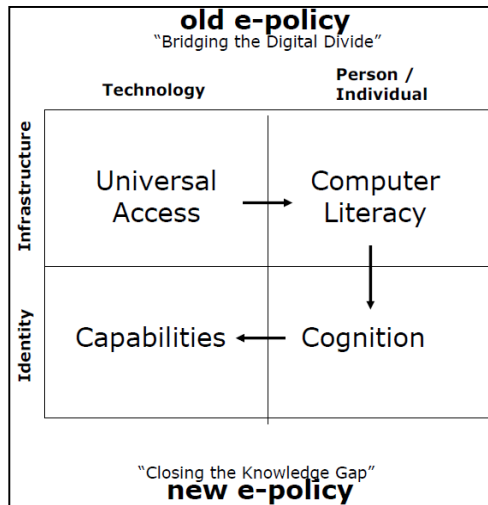 old e-policy
“Bridging the Digital Divide”
Technology
Person /
Individual
Infrastructure
Universal
Access
Computer
Literacy
Identity
Capabilities
Cognition
“Closing the Knowledge Gap”
new e-policy